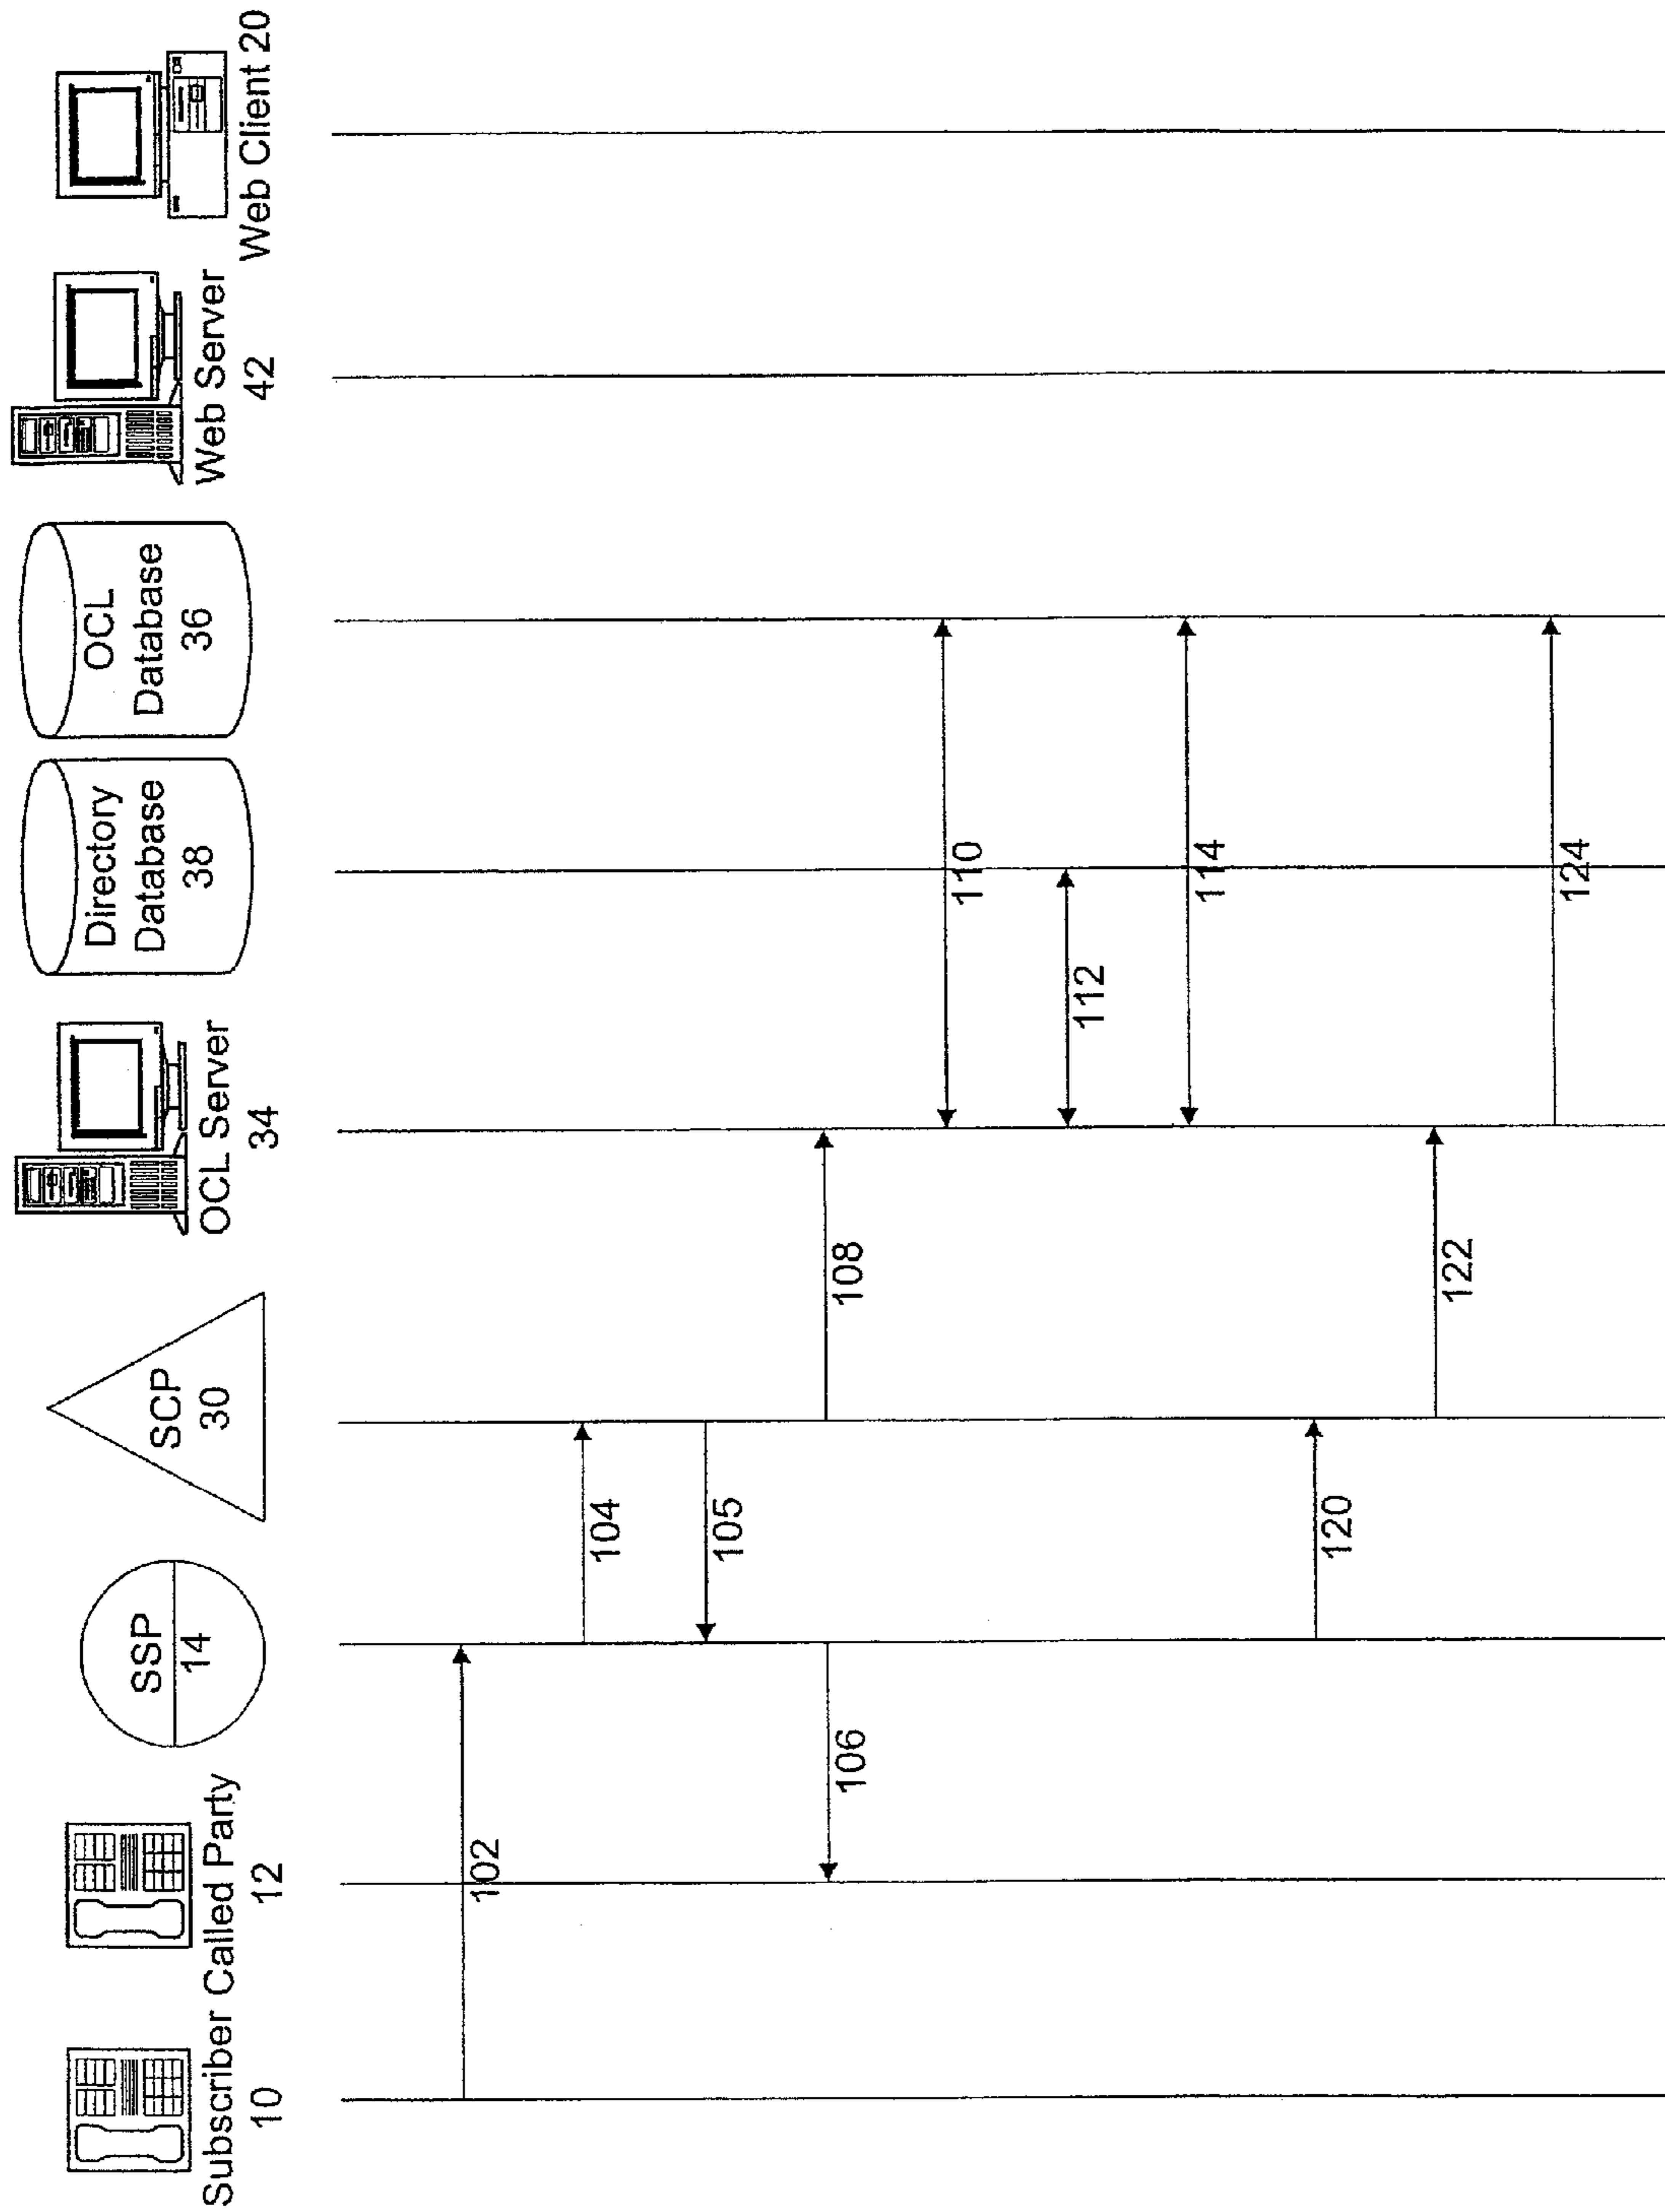 Subscriber
10
Called Party
12
SSP
14
SCP
30
OCL Server
34
Directory
Database
38
OCL
Database
36
Web Server
42
Web Client 20
102
104
105
106
108
110
112
114
120
122
124